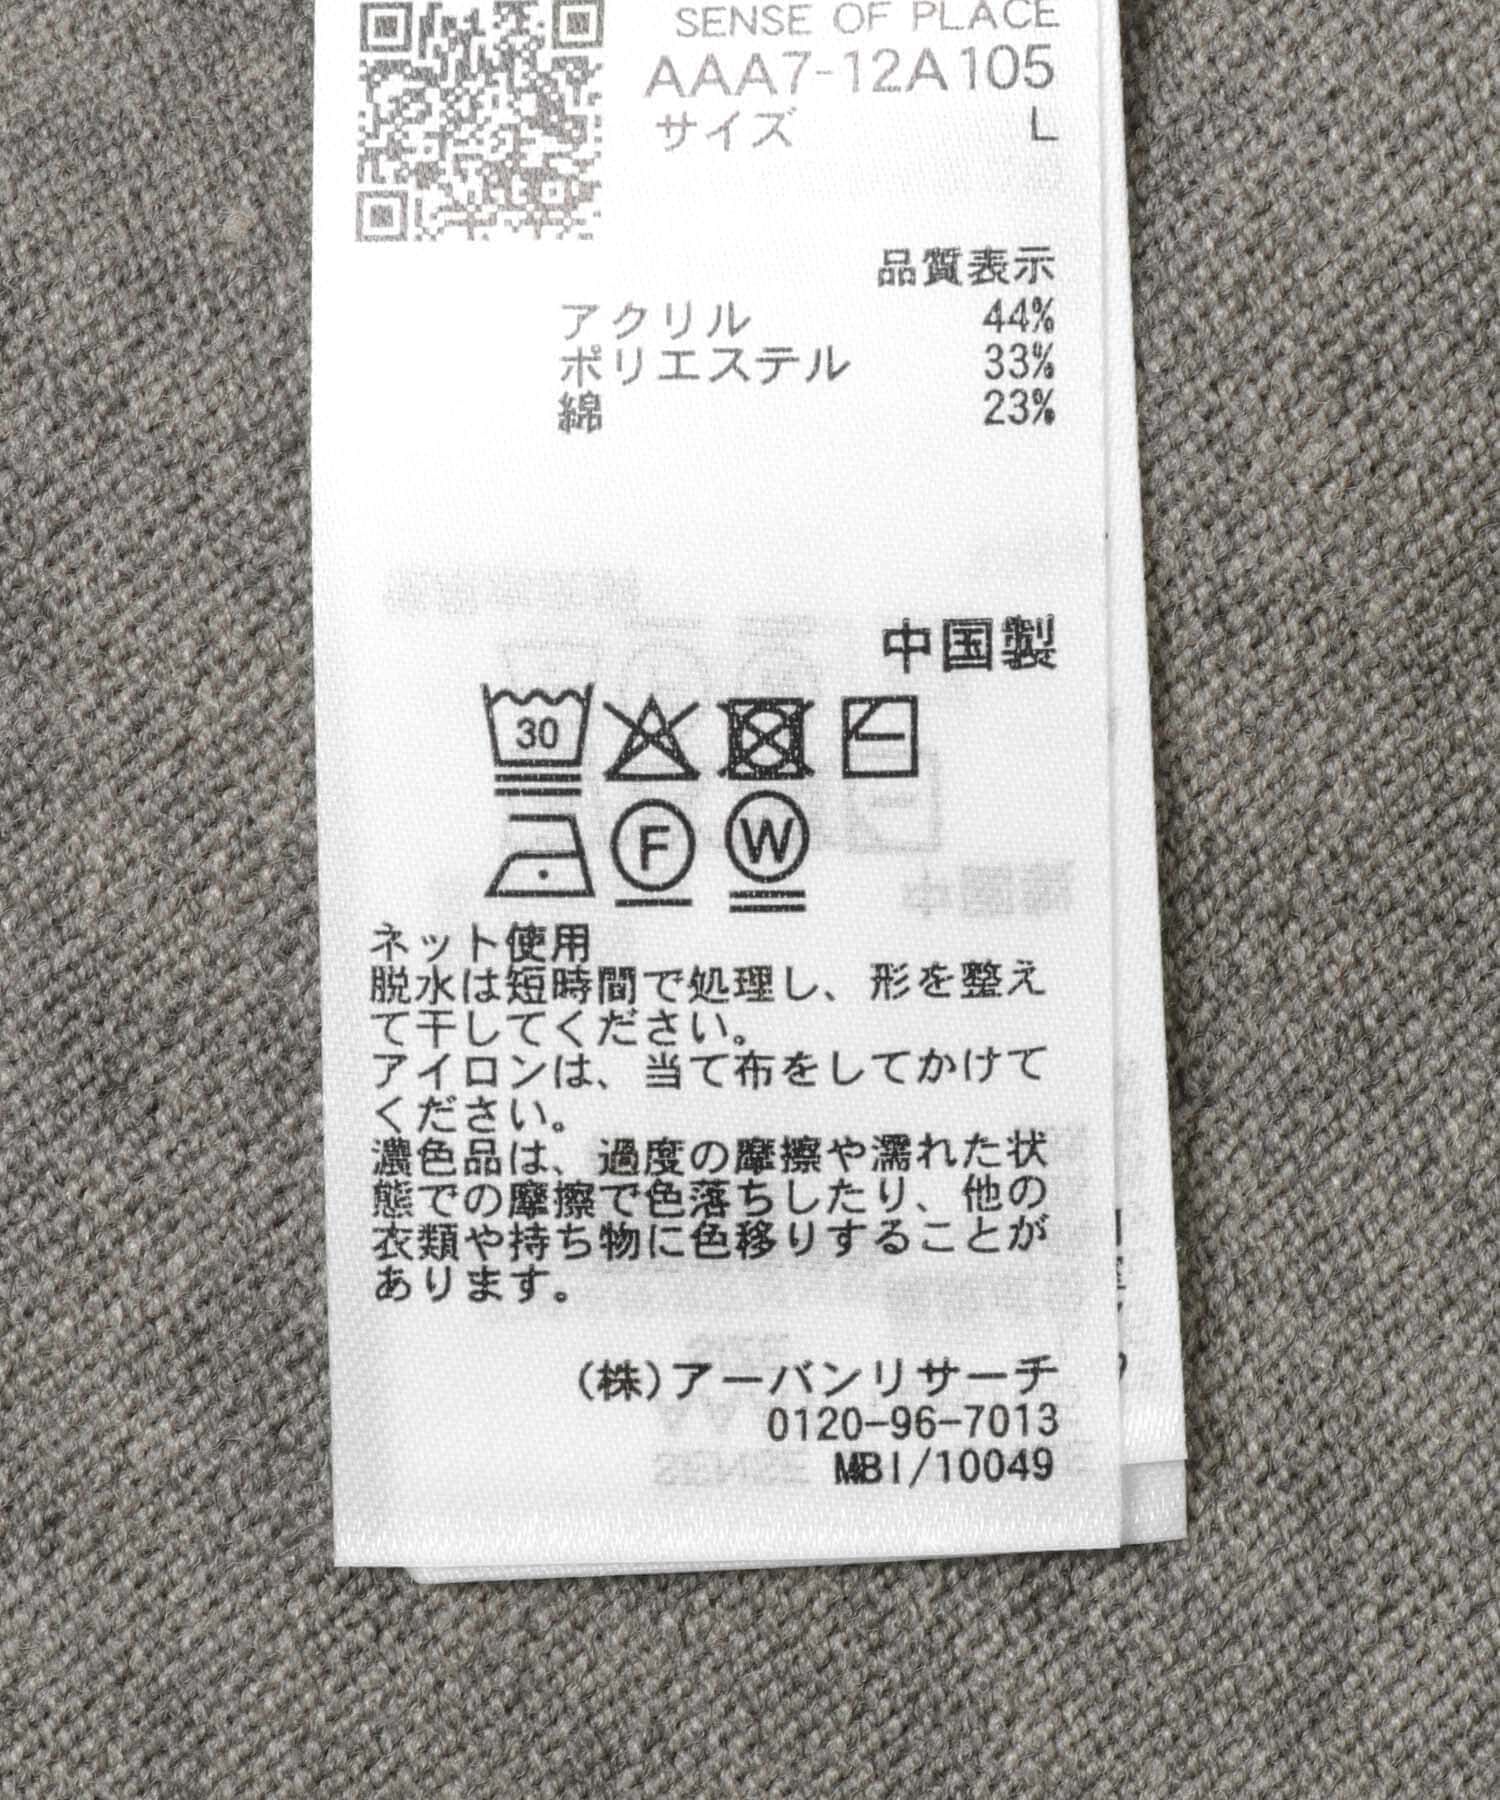 SENSE OF PLACE
AAA7-12A105
サイズ L
品質表示
アクリル 44%
ポリエステル 33%
綿 23%
中国製
30
F W
ネット使用
脱水は短時間で処理し、形を整え
て干してください。
アイロンは、当て布をしてかけて
ください。
濃色品は、過度の摩擦や濡れた状
態での摩擦で色落ちしたり、他の
衣類や持ち物に色移りすることが
あります。
(株)アーバンリサーチ
0120-96-7013
MBI/10049